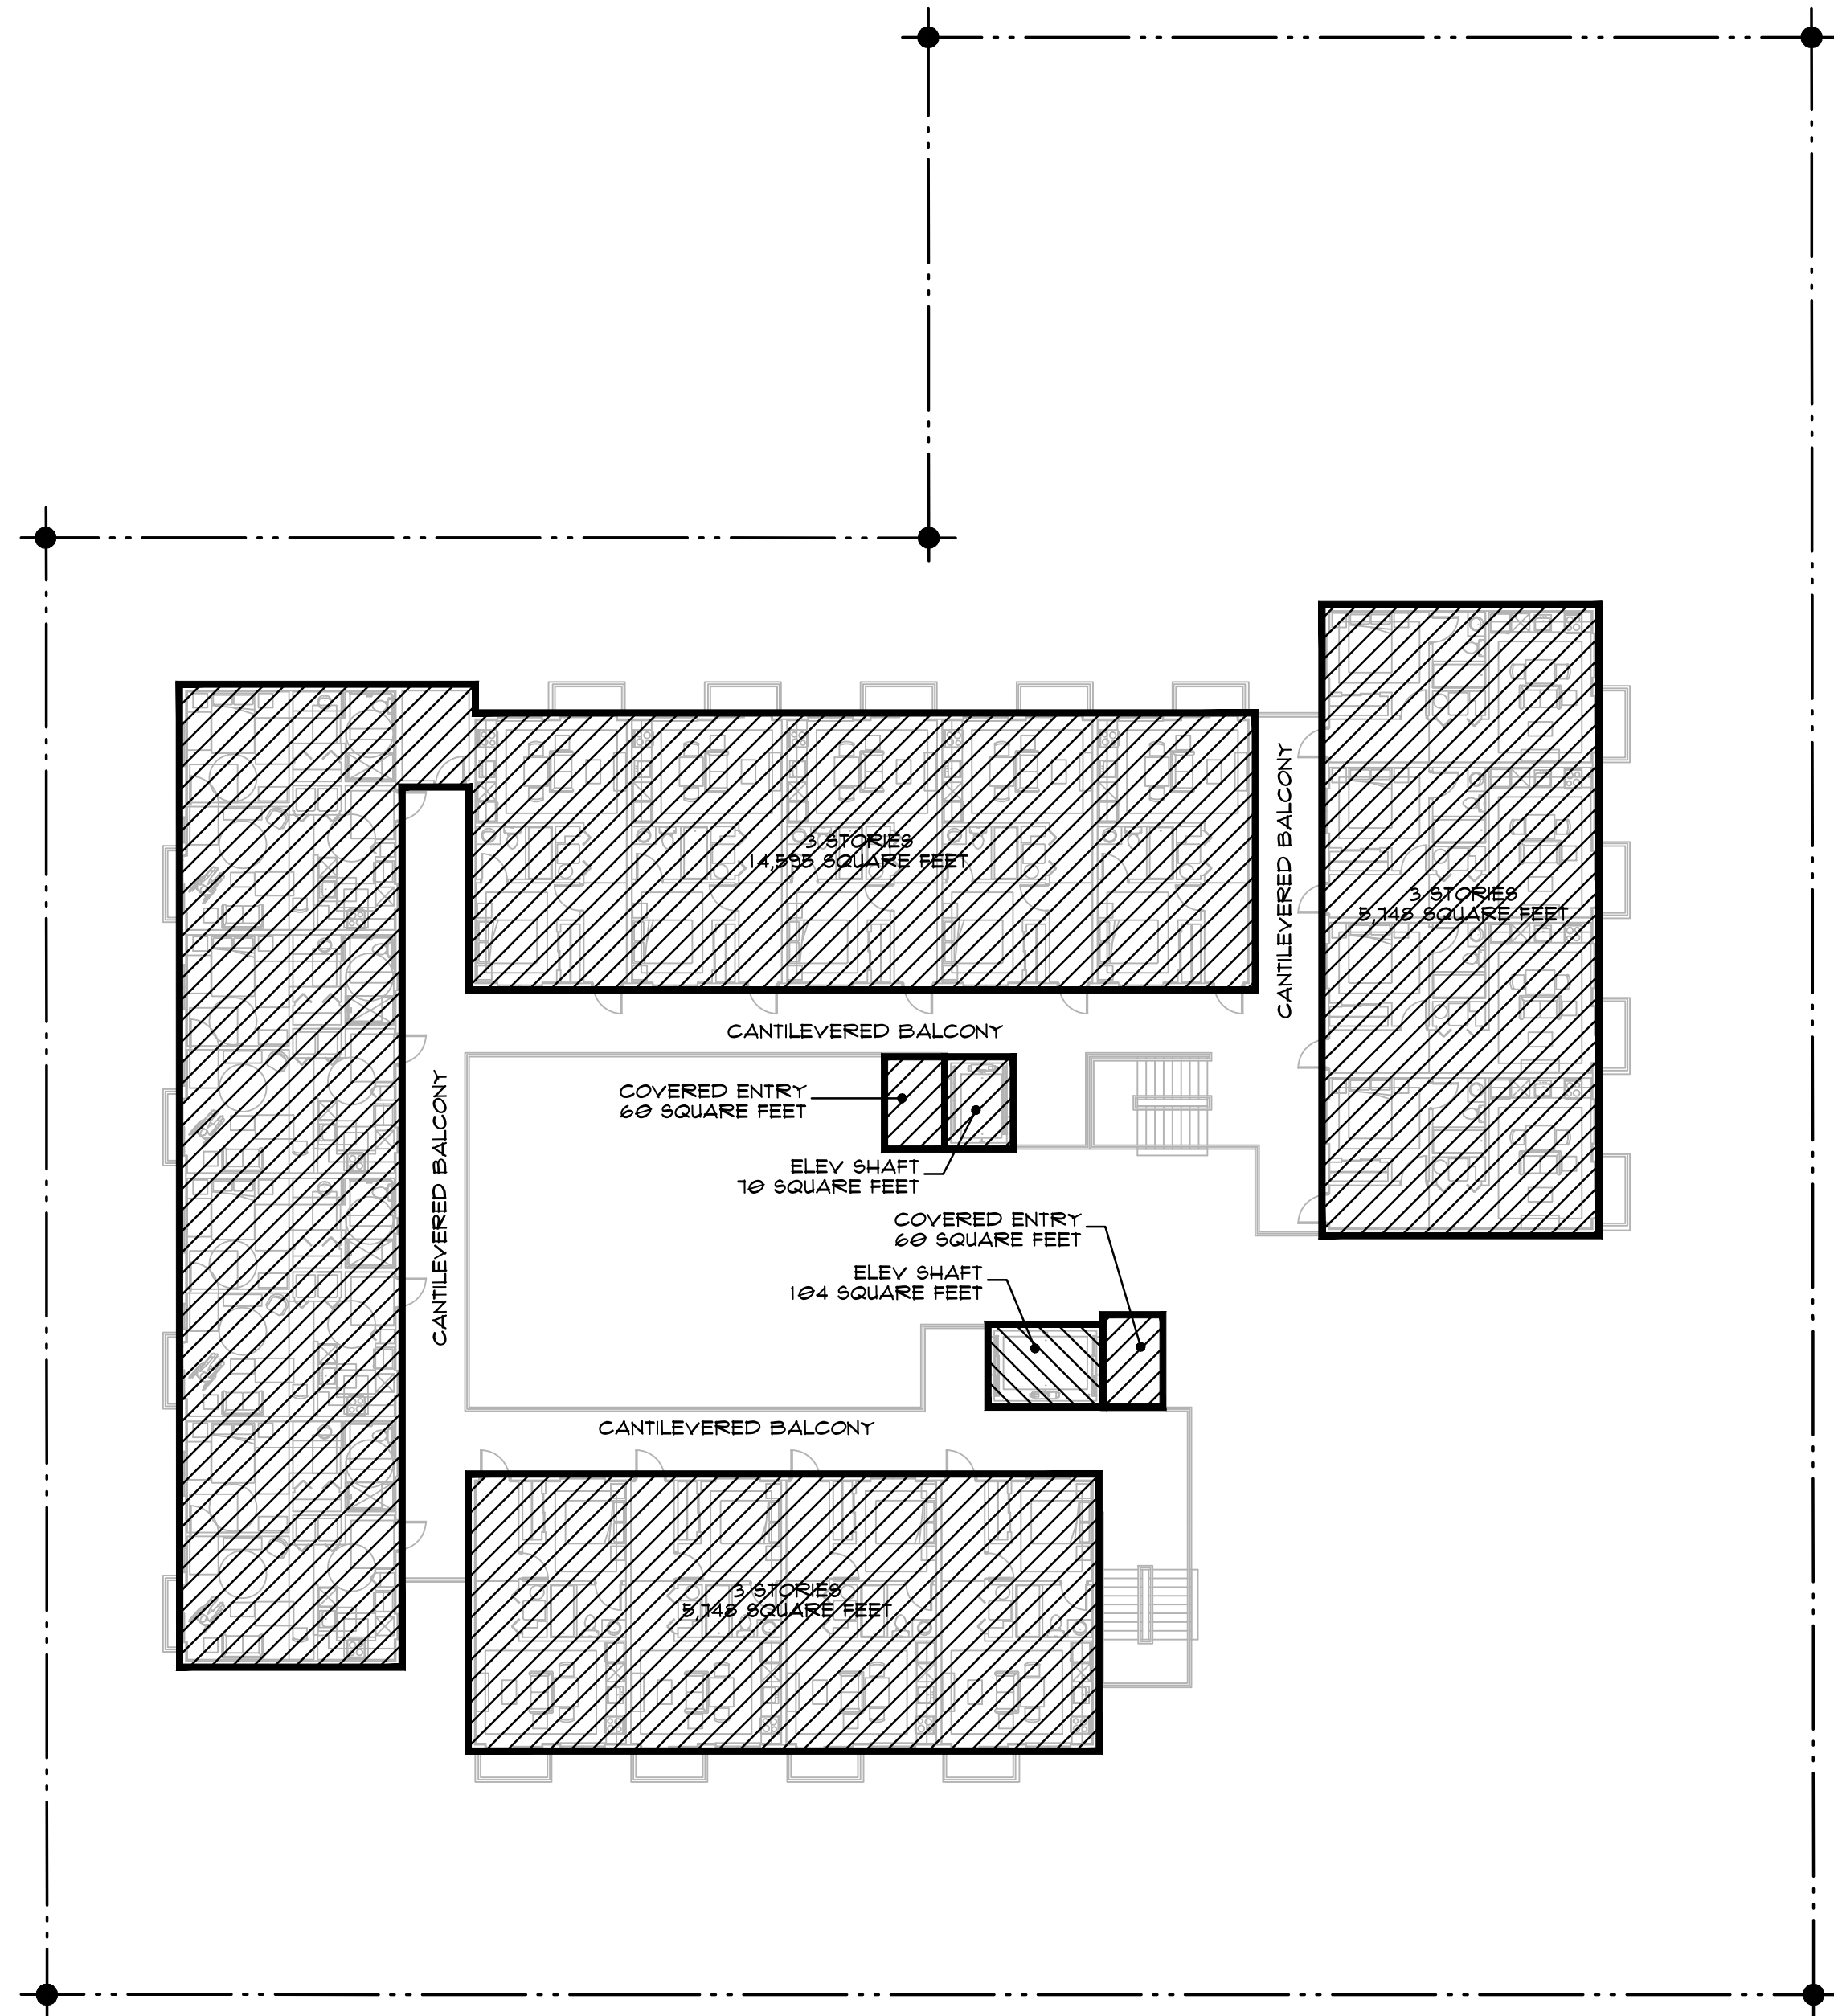 3 STORIES
14,595 SQUARE FEET
CANTILEVERED BALCONY
3 STORIES
5,748 SQUARE FEET
CANTILEVERED BALCONY
COVERED ENTRY
60 SQUARE FEET
ELEV SHAFT
70 SQUARE FEET
CANTILEVERED BALCONY
COVERED ENTRY
60 SQUARE FEET
ELEV SHAFT
104 SQUARE FEET
CANTILEVERED BALCONY
3 STORIES
5,748 SQUARE FEET